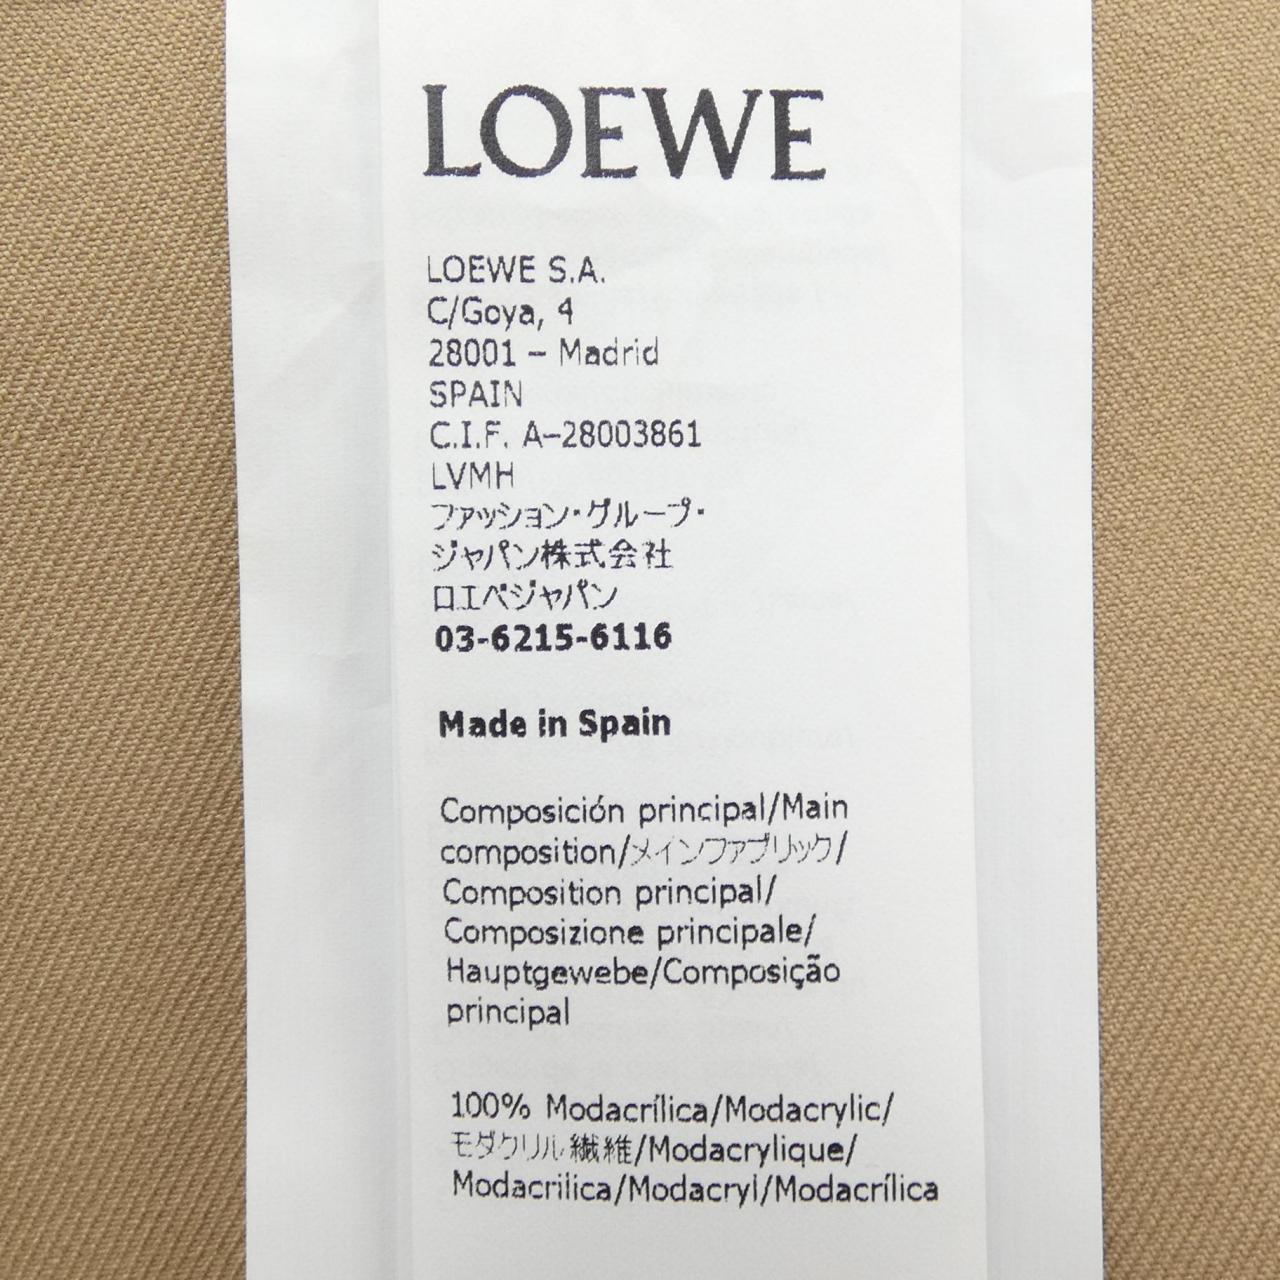 LOEWE
LOEWE S.A.
C/Goya, 4
28001 – Madrid
SPAIN
C.I.F. A–28003861
LVMH
ファッション・グループ・
ジャパン株式会社
ロエベジャパン
03-6215-6116
Made in Spain
Composición principal/Main
composition/メインファブリック/
Composition principal/
Composizione principale/
Hauptgewebe/Composição
principal
100% Modacrílica/Modacrylic/
モダクリル繊維/Modacrylique/
Modacrilica/Modacryl/Modacrílica